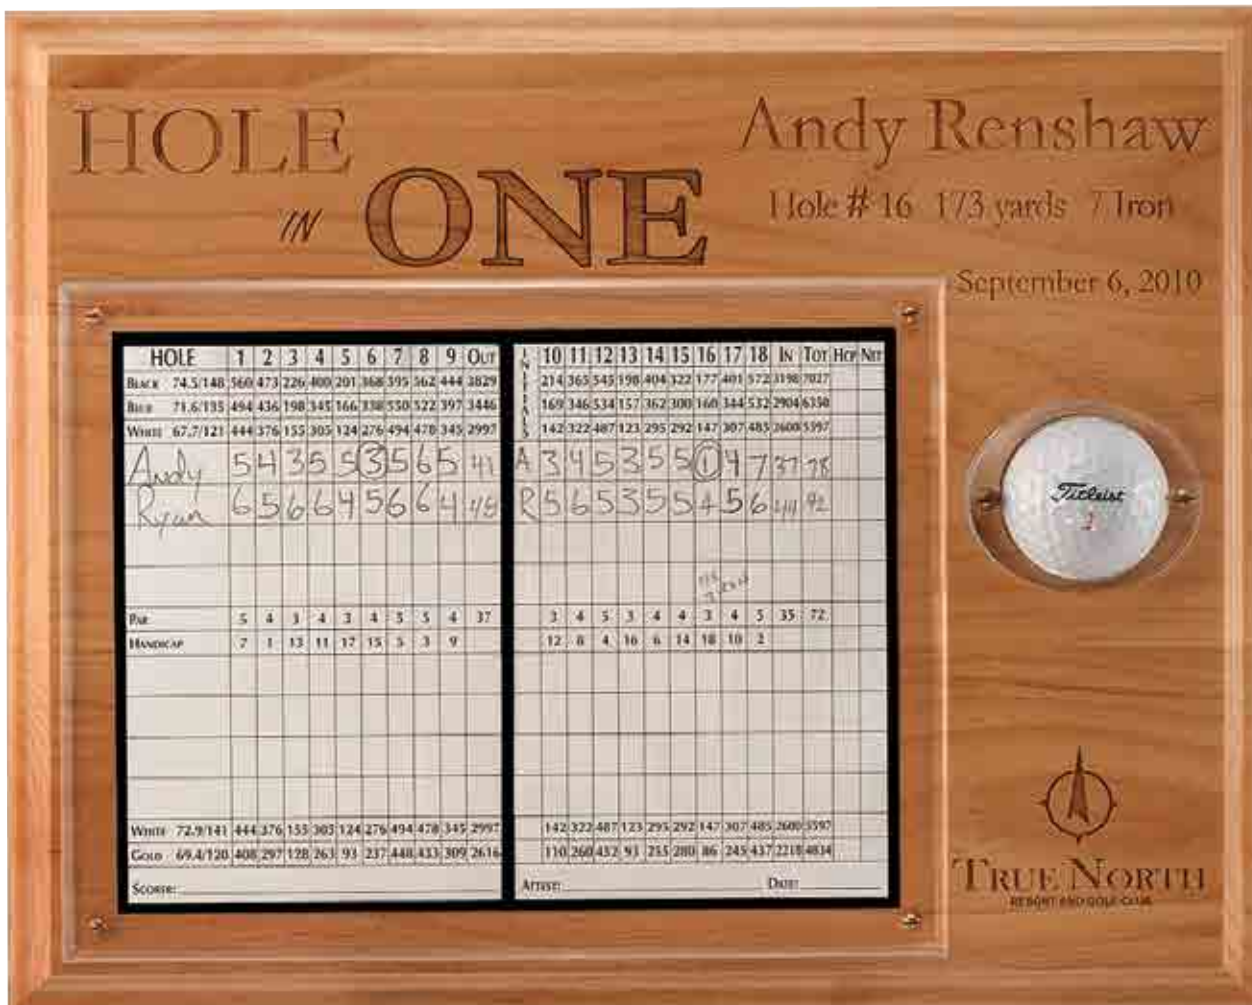 HOLE
IN ONE
Andy Renshaw
Hole # 16 173 yards 7 Iron
September 6, 2010
HOLE 1 2 3 4 5 6 7 8 9 OUT
BLACK 74.5/148 560 473 226 400 201 368 595 562 444 3829
BLUE 71.6/135 494 436 198 345 166 338 550 522 397 3446
WHITE 67.7/121 444 376 155 305 124 276 494 478 345 2997
Andy 5 4 3 5 5 3 5 6 5 41
Ryan 6 5 6 6 4 5 6 6 4 48
PAR 5 4 3 4 3 4 5 5 4 37
HANDICAP 7 1 13 11 17 15 5 3 9
WHITE 72.9/141 444 376 155 305 124 276 494 478 345 2997
GOLD 69.4/120 408 297 128 263 93 237 448 433 309 2616
SCORER:
INITIALS 10 11 12 13 14 15 16 17 18 IN TOT HCP NET
214 365 545 198 404 322 177 401 572 3198 7027
169 346 534 157 362 300 160 344 532 2904 6350
142 322 487 123 295 292 147 307 485 2600 5597
A 3 4 5 3 5 5 1 4 7 37 78
R 5 6 5 3 5 5 4 5 6 44 92
3 4 5 3 4 4 3 4 5 35 72
12 8 4 16 6 14 18 10 2
142 322 487 123 295 292 147 307 485 2600 5597
110 260 452 93 255 280 86 245 437 2218 4834
ATTEST: DATE:
Titleist
TRUE NORTH
RESORT AND GOLF CLUB